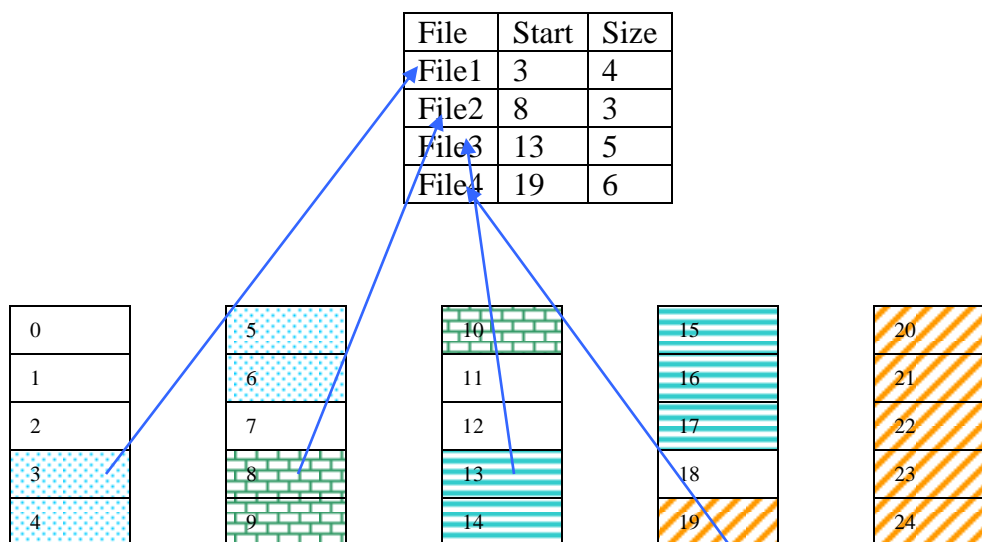 File Start Size
File1 3 4
File2 8 3
File3 13 5
File4 19 6
0 5 10 15 20
1 6 11 16 21
2 7 12 17 22
3 8 13 18 23
4 9 14 19 24